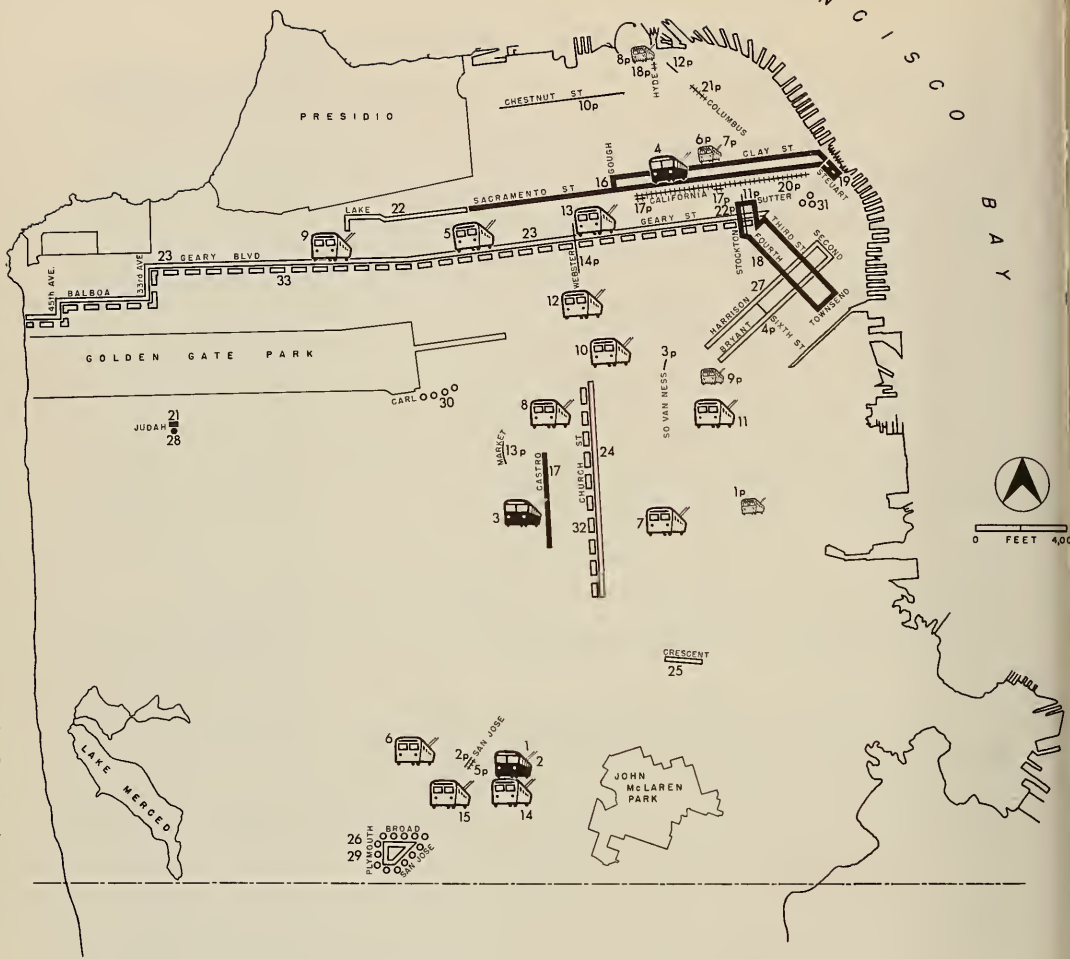 N C I S C O
B A Y
8p
18p
HYDE
12p
21p
COLUMBUS
CHESTNUT ST
10p
PRESIDIO
6p
7p
4
CLAY ST
GOUGH
16
19
STEUART
SACRAMENTO ST
CALIFORNIA
17p
17p
20p
11p
SUTTER
31
LAKE
22
13
GEARY ST
22p
9
5
23
THIRD ST
SECOND
23
GEARY BLVD
33
WEBSTER
14p
STOCKTON
FOURTH
18
33rd AVE
45th AVE.
BALBOA
12
27
HARRISON
BRYANT
4p
SIXTH ST
TOWNSEND
GOLDEN GATE PARK
10
3p
SO VAN NESS
9p
CARL
30
8
11
21
JUDAH
28
MARKET
13p
CASTRO
17
CHURCH ST
24
3
32
7
1p
0 FEET 4,00
CRESCENT
25
6
2p
5p
SAN JOSE
1
2
15
14
JOHN
McLAREN
PARK
LAKE MERCED
26
29
PLYMOUTH
BROAD
SAN JOSE